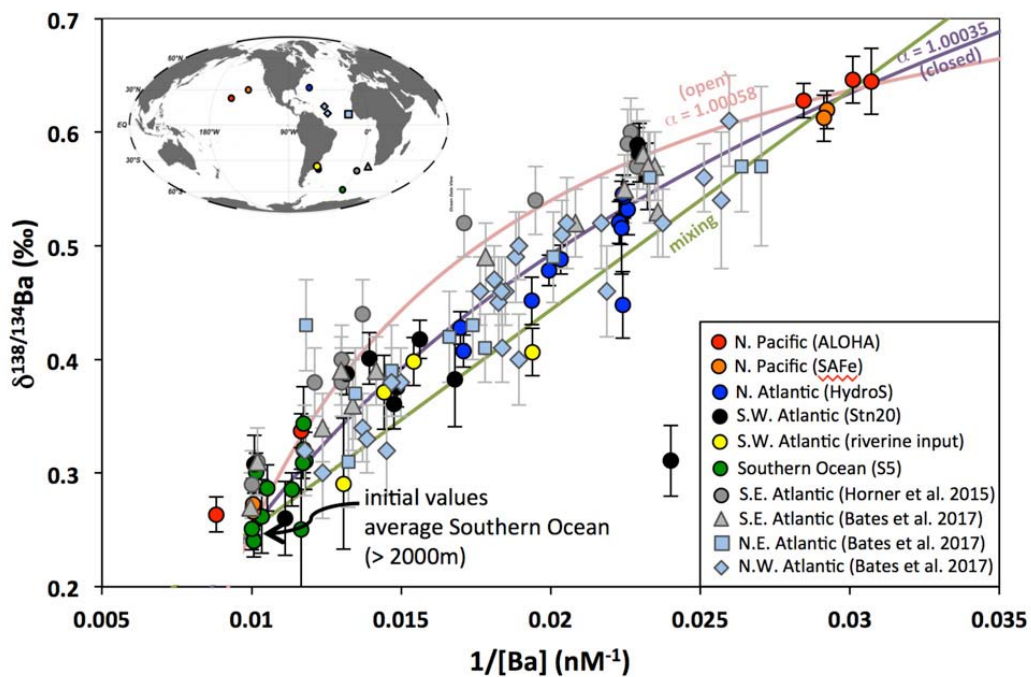 0.7
0.6
0.5
0.4
0.3
0.2
δ138/134Ba (‰)
60°N
30°N
EQ
180°W
90°W
0°
30°S
60°S
Ocean Data View
(open)
α = 1.00058
α = 1.00035
(closed)
mixing
initial values
average Southern Ocean
(> 2000m)
N. Pacific (ALOHA)
N. Pacific (SAFe)
N. Atlantic (HydroS)
S.W. Atlantic (Stn20)
S.W. Atlantic (riverine input)
Southern Ocean (S5)
S.E. Atlantic (Horner et al. 2015)
S.E. Atlantic (Bates et al. 2017)
N.E. Atlantic (Bates et al. 2017)
N.W. Atlantic (Bates et al. 2017)
0.005
0.01
0.015
0.02
0.025
0.03
0.035
1/[Ba] (nM-1)